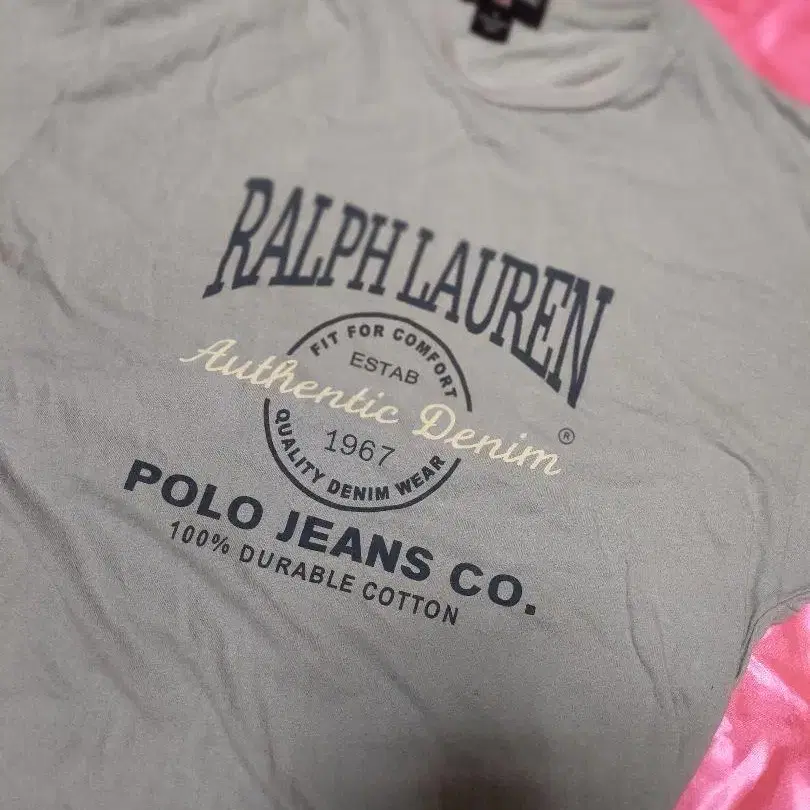 RALPH LAUREN
®
FIT FOR COMFORT
ESTAB
Authentic Denim
1967
QUALITY DENIM WEAR
POLO JEANS CO.
100% DURABLE COTTON